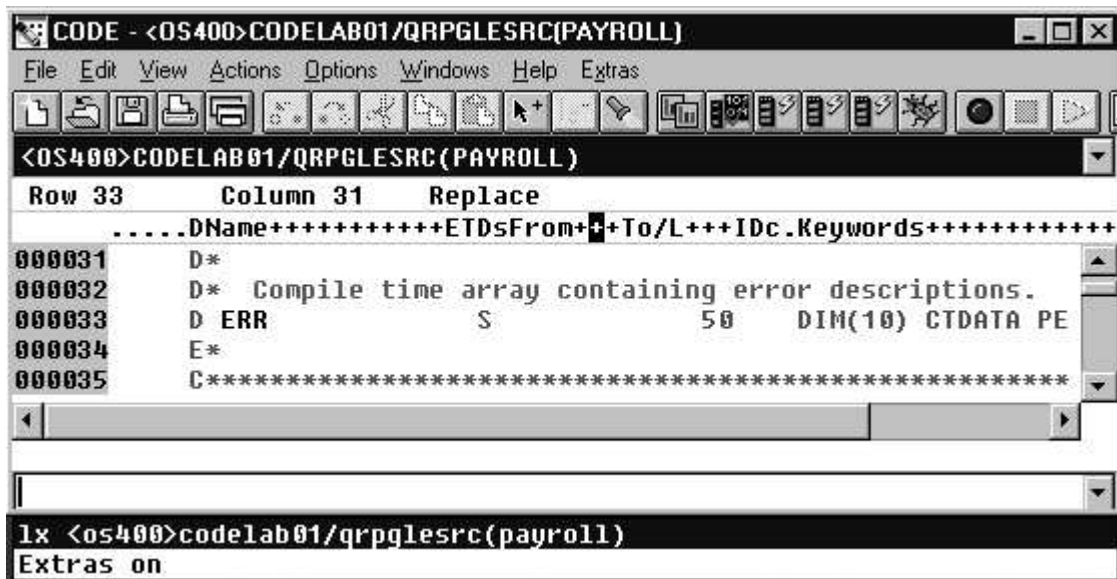 CODE - <OS400>CODELAB01/QRPGLESRC(PAYROLL)
File Edit View Actions Options Windows Help Extras
<OS400>CODELAB01/QRPGLESRC(PAYROLL)
Row 33 Column 31 Replace
.....DName+++++++++++ETDsFrom+++To/L+++IDc.Keywords++++++++++++
000031 D*
000032 D* Compile time array containing error descriptions.
000033 D ERR S 50 DIM(10) CTDATA PE
000034 E*
000035 C*******************************************************
lx <os400>codelab01/qrpglesrc(payroll)
Extras on